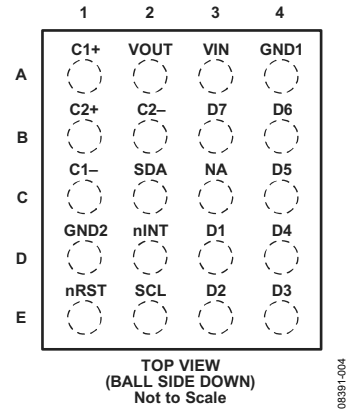 1 2 3 4
A C1+ VOUT VIN GND1
B C2+ C2– D7 D6
C C1– SDA NA D5
D GND2 nINT D1 D4
E nRST SCL D2 D3
TOP VIEW
(BALL SIDE DOWN)
Not to Scale
08391-004